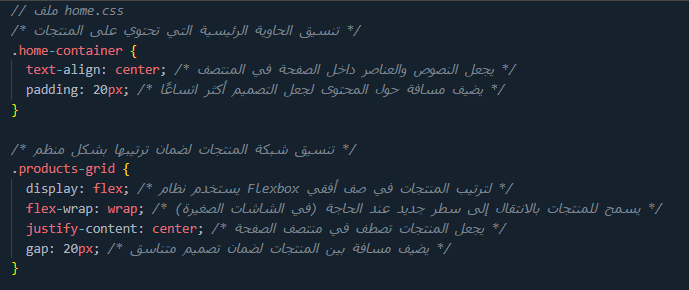 // ملف home.css
/* تنسيق الحاوية الرئيسية التي تحتوي على المنتجات */
.home-container {
text-align: center; /* يجعل النصوص والعناصر داخل الصفحة في المنتصف */
padding: 20px; /* يضيف مسافة حول المحتوى لجعل التصميم أكثر اتساعًا */
}

/* تنسيق شبكة المنتجات لضمان ترتيبها بشكل منظم */
.products-grid {
display: flex; /* يستخدم نظام Flexbox لترتيب المنتجات في صف أفقي */
flex-wrap: wrap; /* يسمح للمنتجات بالانتقال إلى سطر جديد عند الحاجة (في الشاشات الصغيرة) */
justify-content: center; /* يجعل المنتجات تصطف في منتصف الصفحة */
gap: 20px; /* يضيف مسافة بين المنتجات لضمان تصميم متناسق */
}